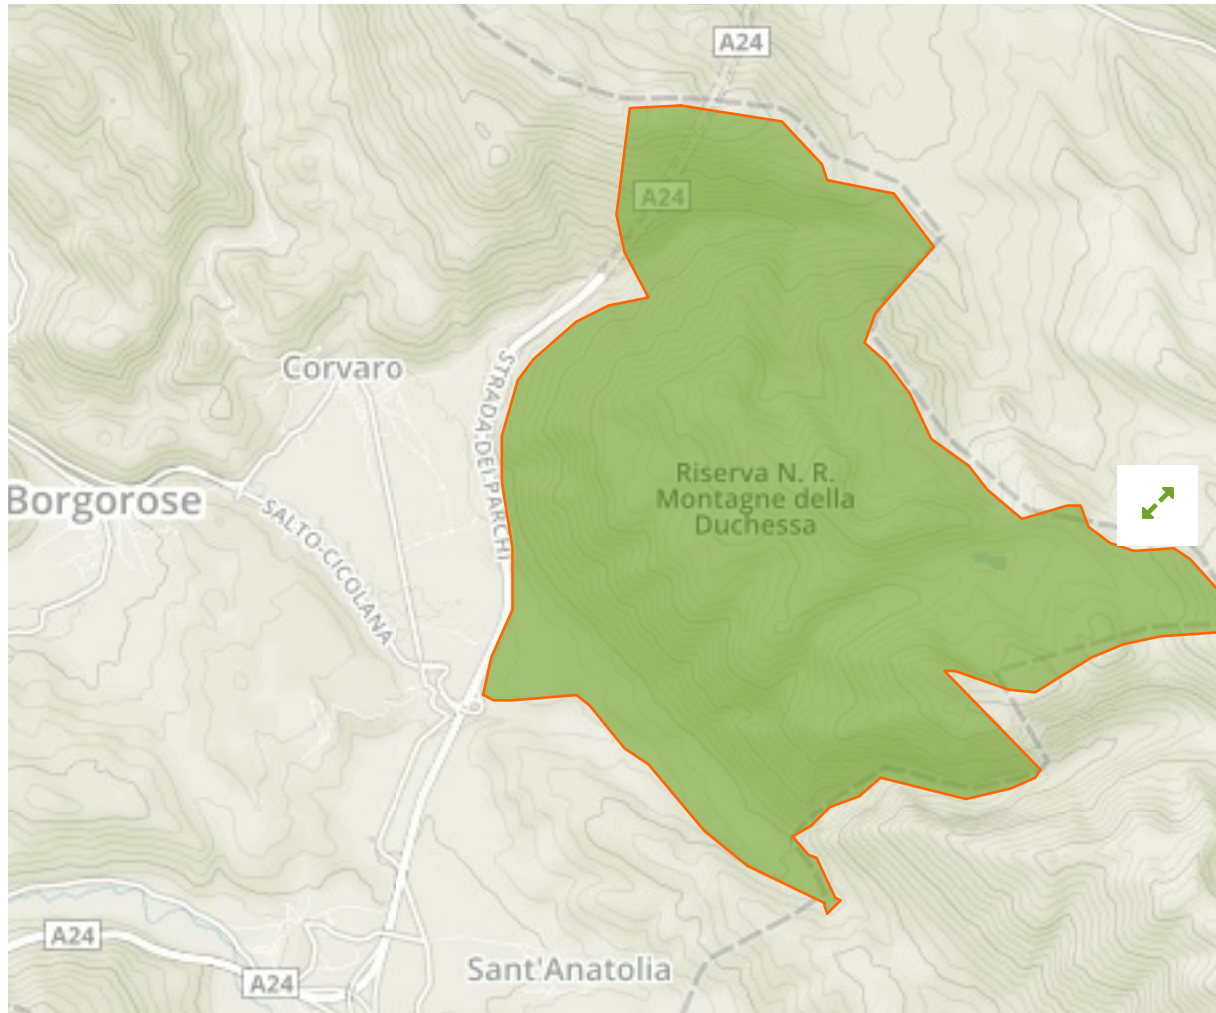 A24
A24
Corvaro
STRADA DEI PARCHI
Riserva N. R.
Montagne della
Duchessa
Borgorose
SALTO-CICOLANA
A24
Sant'Anatolia
A24